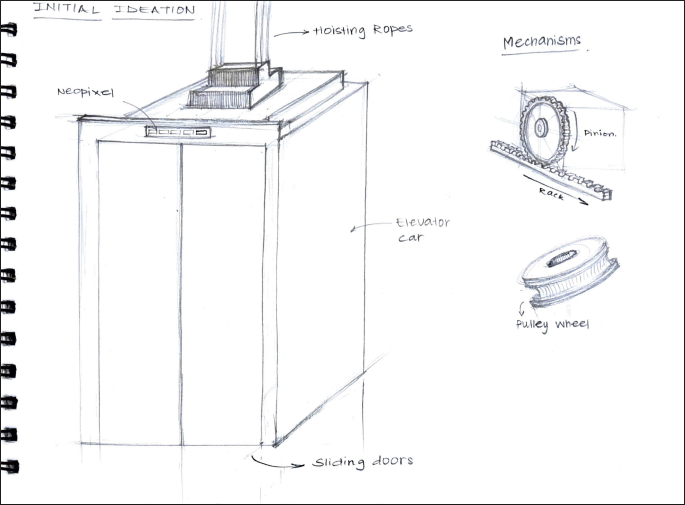 INITIAL IDEATION
Hoisting Ropes
Neopixel
Elevator
car
Sliding doors
Mechanisms
Pinion.
Rack
Pulley wheel